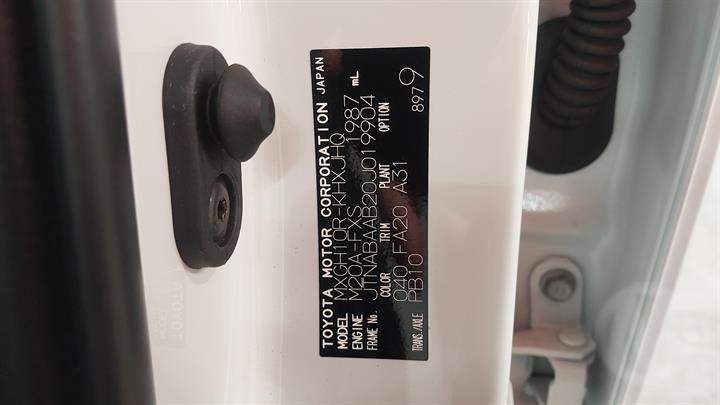 TOYOTA MOTOR CORPORATION JAPAN
MODEL MXGH10R-KHXJHQ
ENGINE M20A-FXS 1987 mL
FRAME No. JTNABAAB20J019904
COLOR TRIM PLANT OPTION
040 FA20 A31
TRANS./AXLE PB10 8979